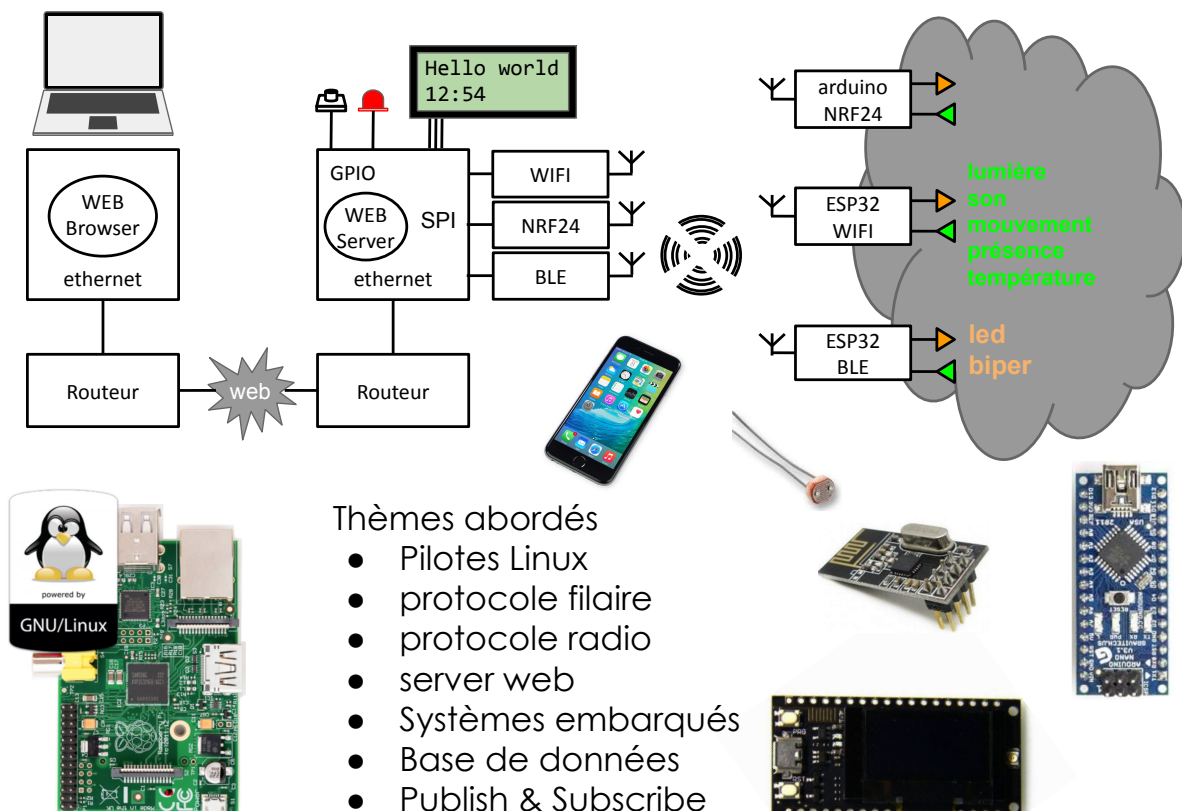 Hello world
12:54
GPIO
WEB
Browser
ethernet
WEB
Server
SPI
ethernet
WIFI
NRF24
BLE
arduino
NRF24
ESP32
WIFI
ESP32
BLE
lumière
son
mouvement
présence
température
led
biper
Routeur
web
Routeur
powered by
GNU/Linux
Thèmes abordés
● Pilotes Linux
● protocole filaire
● protocole radio
● server web
● Systèmes embarqués
● Base de données
● Publish & Subscribe